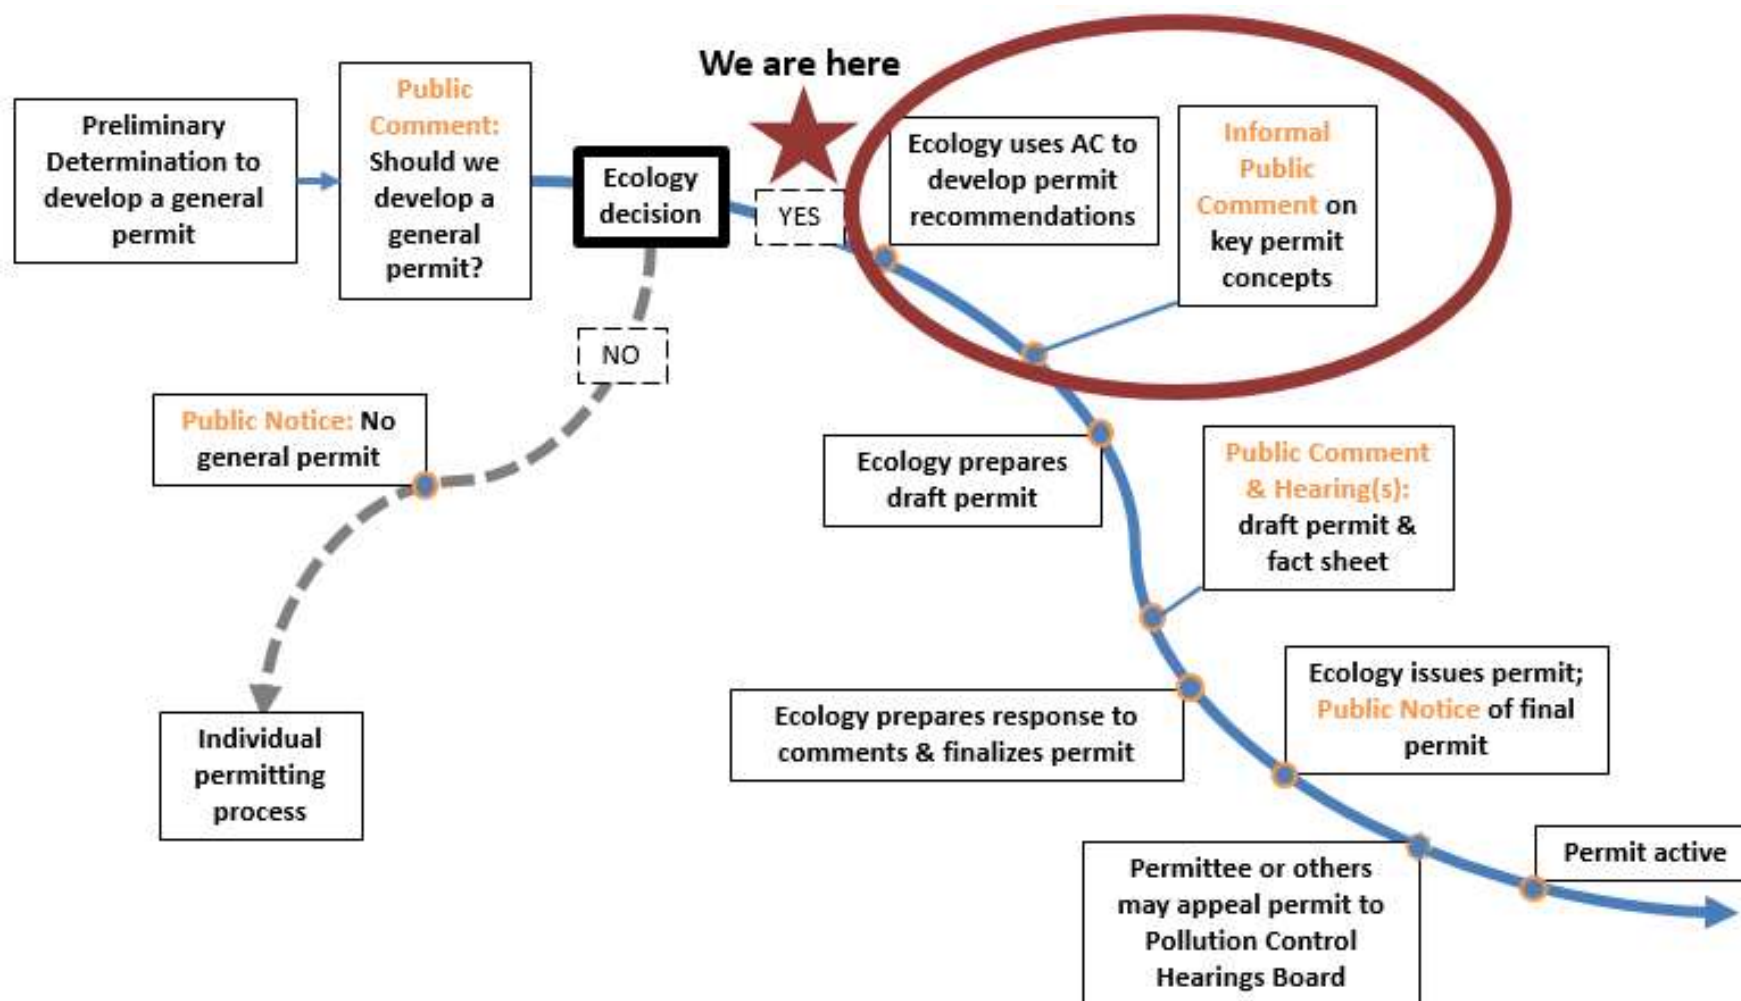 We are here
Preliminary
Determination to
develop a general
permit
Public
Comment:
Should we
develop a
general
permit?
Ecology
decision
YES
Ecology uses AC to
develop permit
recommendations
Informal
Public
Comment on
key permit
concepts
NO
Public Notice: No
general permit
Individual
permitting
process
Ecology prepares
draft permit
Public Comment
& Hearing(s):
draft permit &
fact sheet
Ecology prepares response to
comments & finalizes permit
Ecology issues permit;
Public Notice of final
permit
Permittee or others
may appeal permit to
Pollution Control
Hearings Board
Permit active